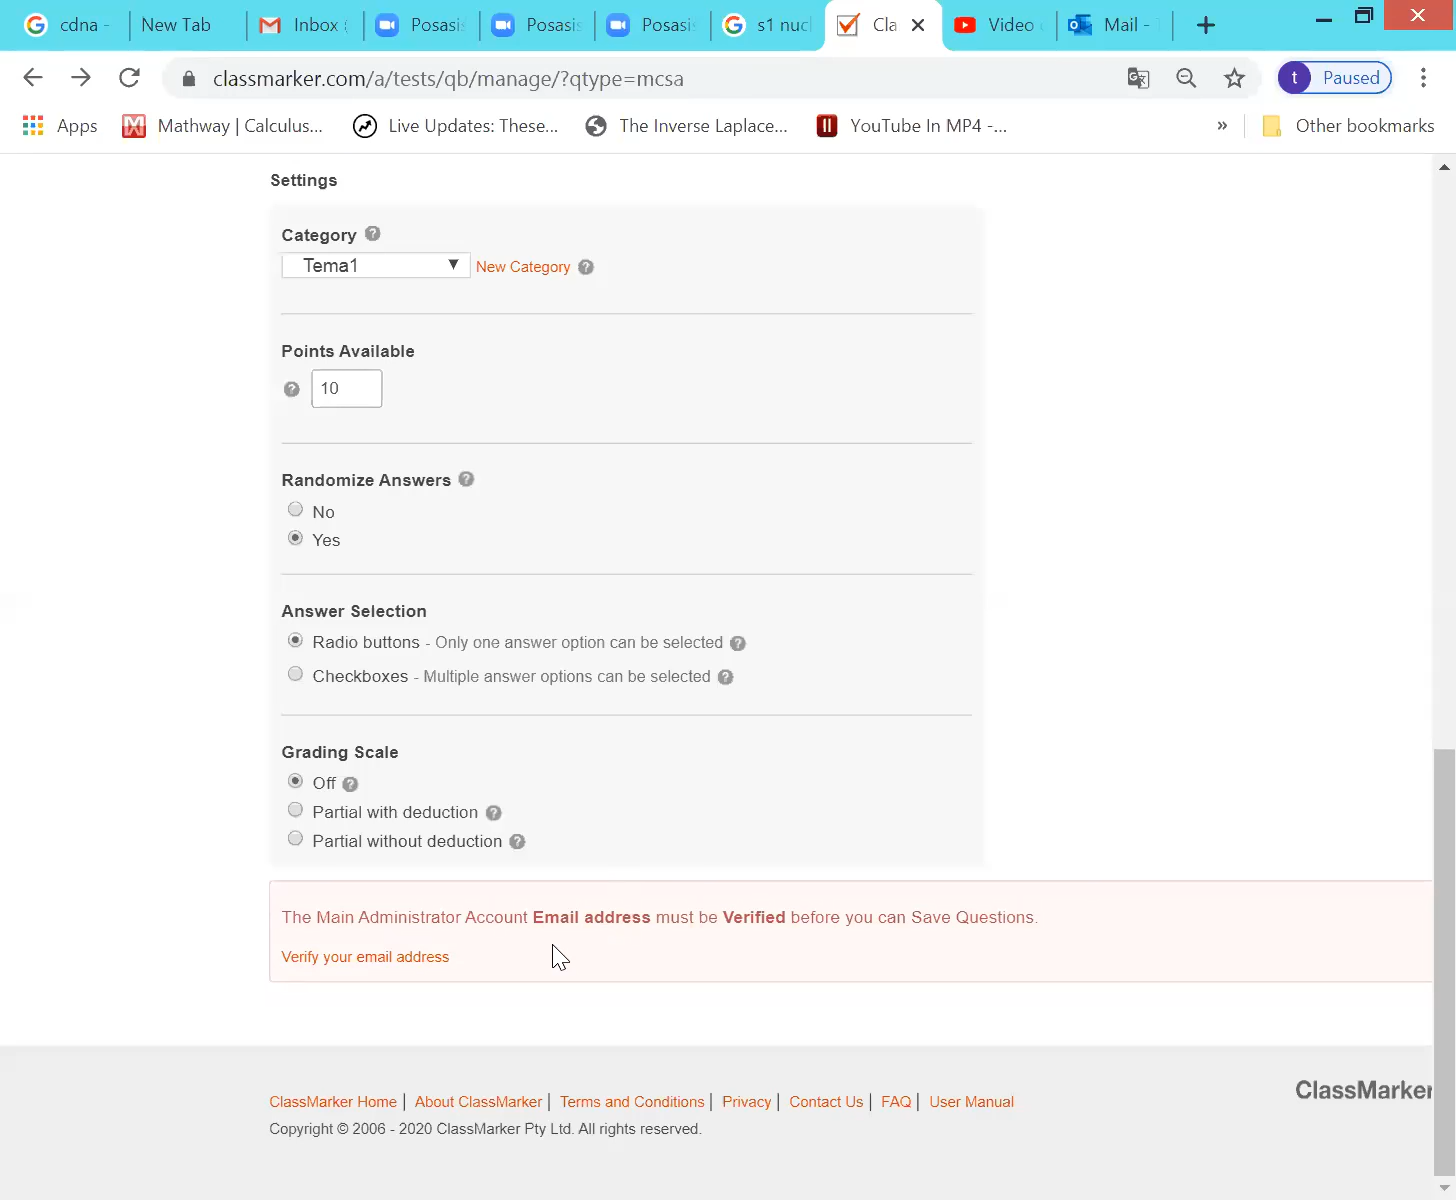 cdna -
New Tab
Inbox
Posasis
Posasis
Posasis
s1 nucl
Cla
Video
Mail -
classmarker.com/a/tests/qb/manage/?qtype=mcsa
t
Paused
Apps
Mathway | Calculus...
Live Updates: These...
The Inverse Laplace...
YouTube In MP4 -...
»
Other bookmarks
Settings
Category ?
Tema1
New Category ?
Points Available
? 10
Randomize Answers ?
No
Yes
Answer Selection
Radio buttons - Only one answer option can be selected ?
Checkboxes - Multiple answer options can be selected ?
Grading Scale
Off ?
Partial with deduction ?
Partial without deduction ?
The Main Administrator Account Email address must be Verified before you can Save Questions.
Verify your email address
ClassMarker Home | About ClassMarker | Terms and Conditions | Privacy | Contact Us | FAQ | User Manual
ClassMarker
Copyright © 2006 - 2020 ClassMarker Pty Ltd. All rights reserved.